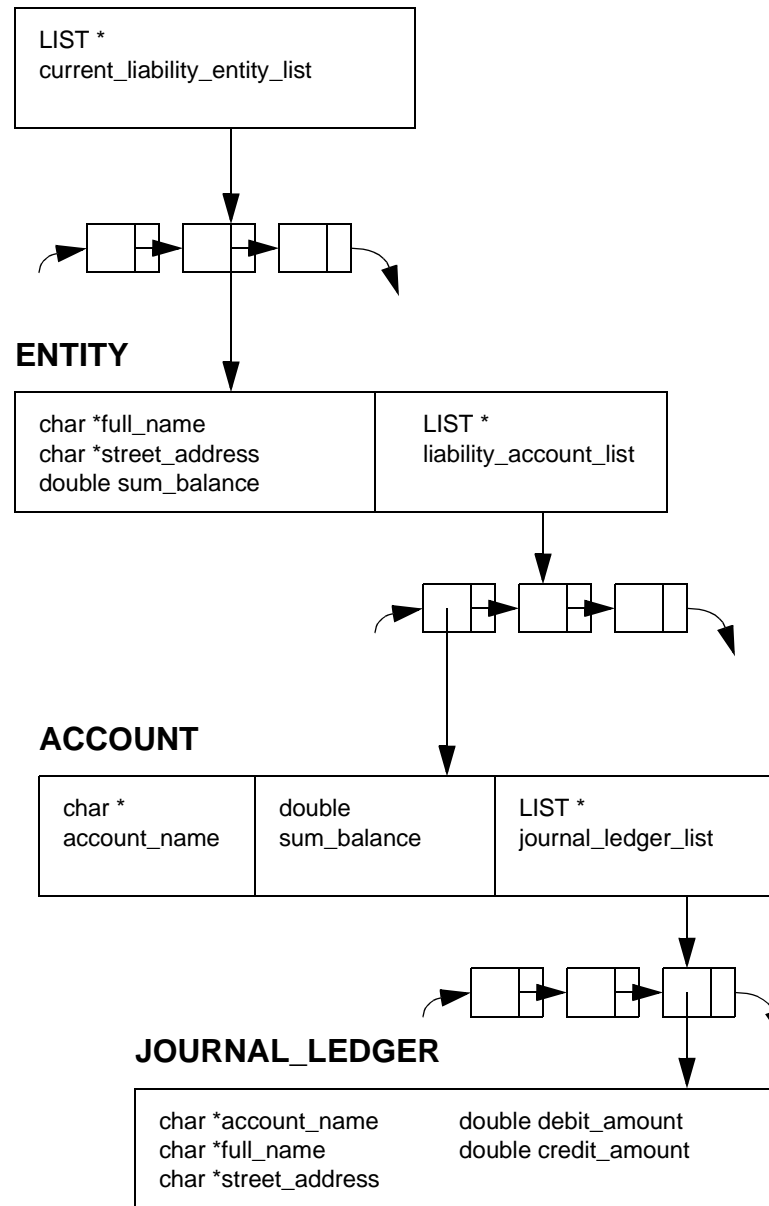 LIST *
current_liability_entity_list
ENTITY
char *full_name
char *street_address
double sum_balance
LIST *
liability_account_list
ACCOUNT
char *
account_name
double
sum_balance
LIST *
journal_ledger_list
JOURNAL_LEDGER
char *account_name
char *full_name
char *street_address
double debit_amount
double credit_amount